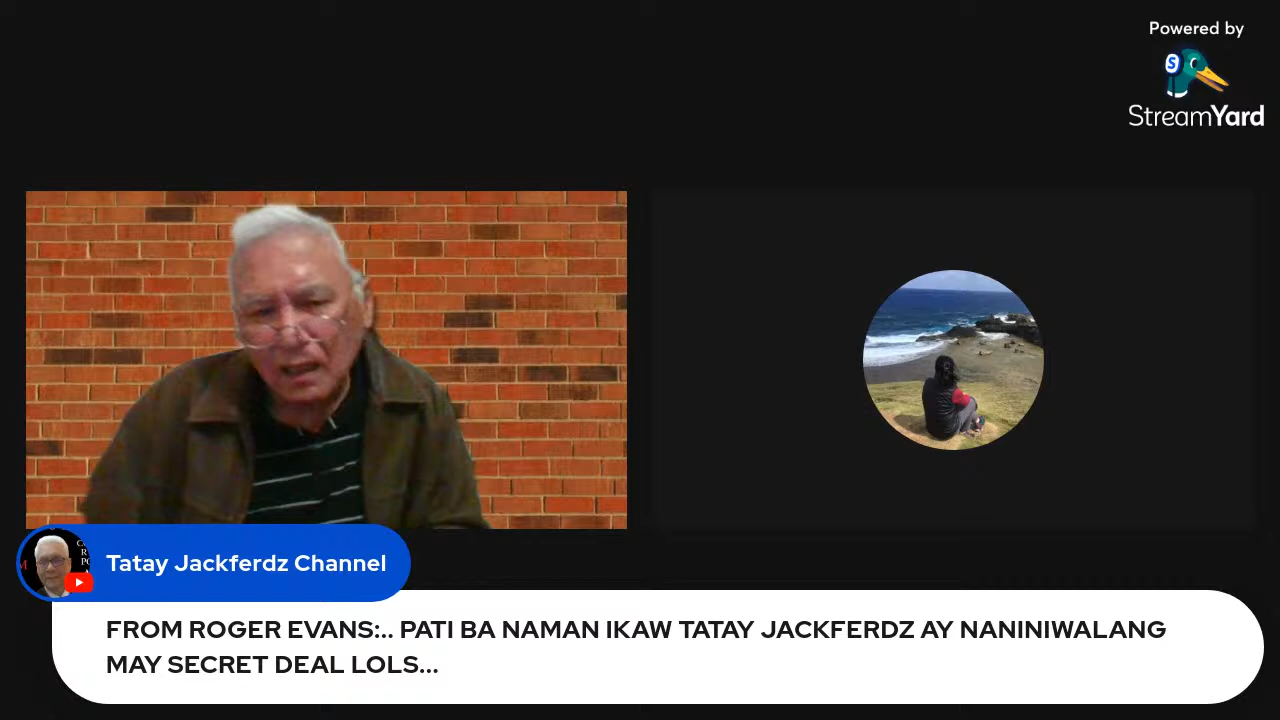 Powered by
StreamYard
Tatay Jackferdz Channel
FROM ROGER EVANS:.. PATI BA NAMAN IKAW TATAY JACKFERDZ AY NANINIWALANG
MAY SECRET DEAL LOLS...